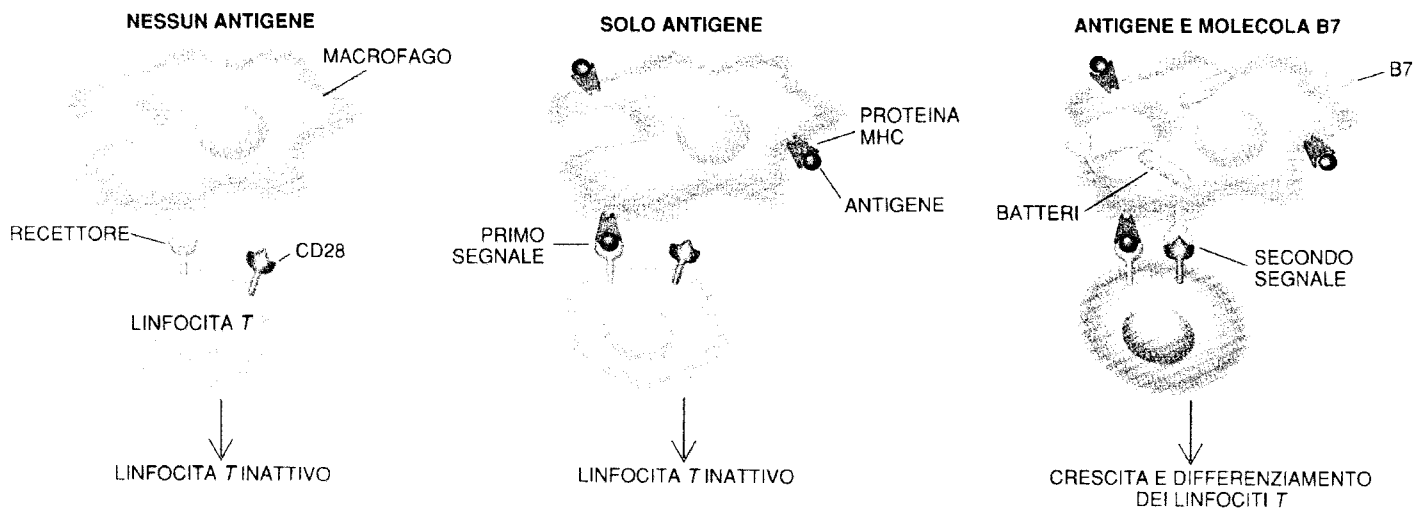 NESSUN ANTIGENE
MACROFAGO
RECETTORE
CD28
LINFOCITA T
LINFOCITA T INATTIVO
SOLO ANTIGENE
PROTEINA
MHC
ANTIGENE
PRIMO
SEGNALE
LINFOCITA T INATTIVO
ANTIGENE E MOLECOLA B7
B7
BATTERI
SECONDO
SEGNALE
CRESCITA E DIFFERENZIAMENTO
DEI LINFOCITI T